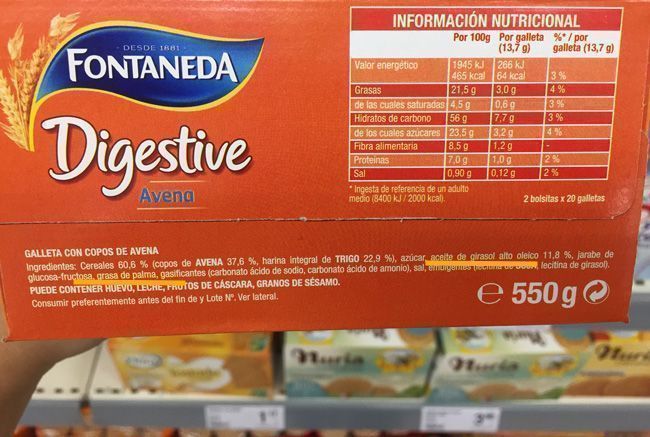 DESDE 1881
FONTANEDA
Digestive
Avena
INFORMACIÓN NUTRICIONAL
Por 100g Por galleta (13,7 g) %* / por galleta (13,7 g)
Valor energético 1945 kJ 465 kcal 266 kJ 64 kcal 3 %
Grasas 21,5 g 3,0 g 4 %
de las cuales saturadas 4,5 g 0,6 g 3 %
Hidratos de carbono 56 g 7,7 g 3 %
de los cuales azúcares 23,5 g 3,2 g 4 %
Fibra alimentaria 8,5 g 1,2 g -
Proteínas 7,0 g 1,0 g 2 %
Sal 0,90 g 0,12 g 2 %
* Ingesta de referencia de un adulto
medio (8400 kJ / 2000 kcal).
2 bolsitas x 20 galletas
GALLETA CON COPOS DE AVENA
Ingredientes: Cereales 60,6 % (copos de AVENA 37,6 %, harina integral de TRIGO 22,9 %), azúcar, aceite de girasol alto oleico 11,8 %, jarabe de
glucosa-fructosa, grasa de palma, gasificantes (carbonato ácido de sodio, carbonato ácido de amonio), sal, lecitina de girasol).
PUEDE CONTENER HUEVO, LECHE, FRUTOS DE CÁSCARA, GRANOS DE SÉSAMO.
Consumir preferentemente antes del fin de y Lote Nº. Ver lateral.
e 550 g
Nuria
Nuria
Nuria